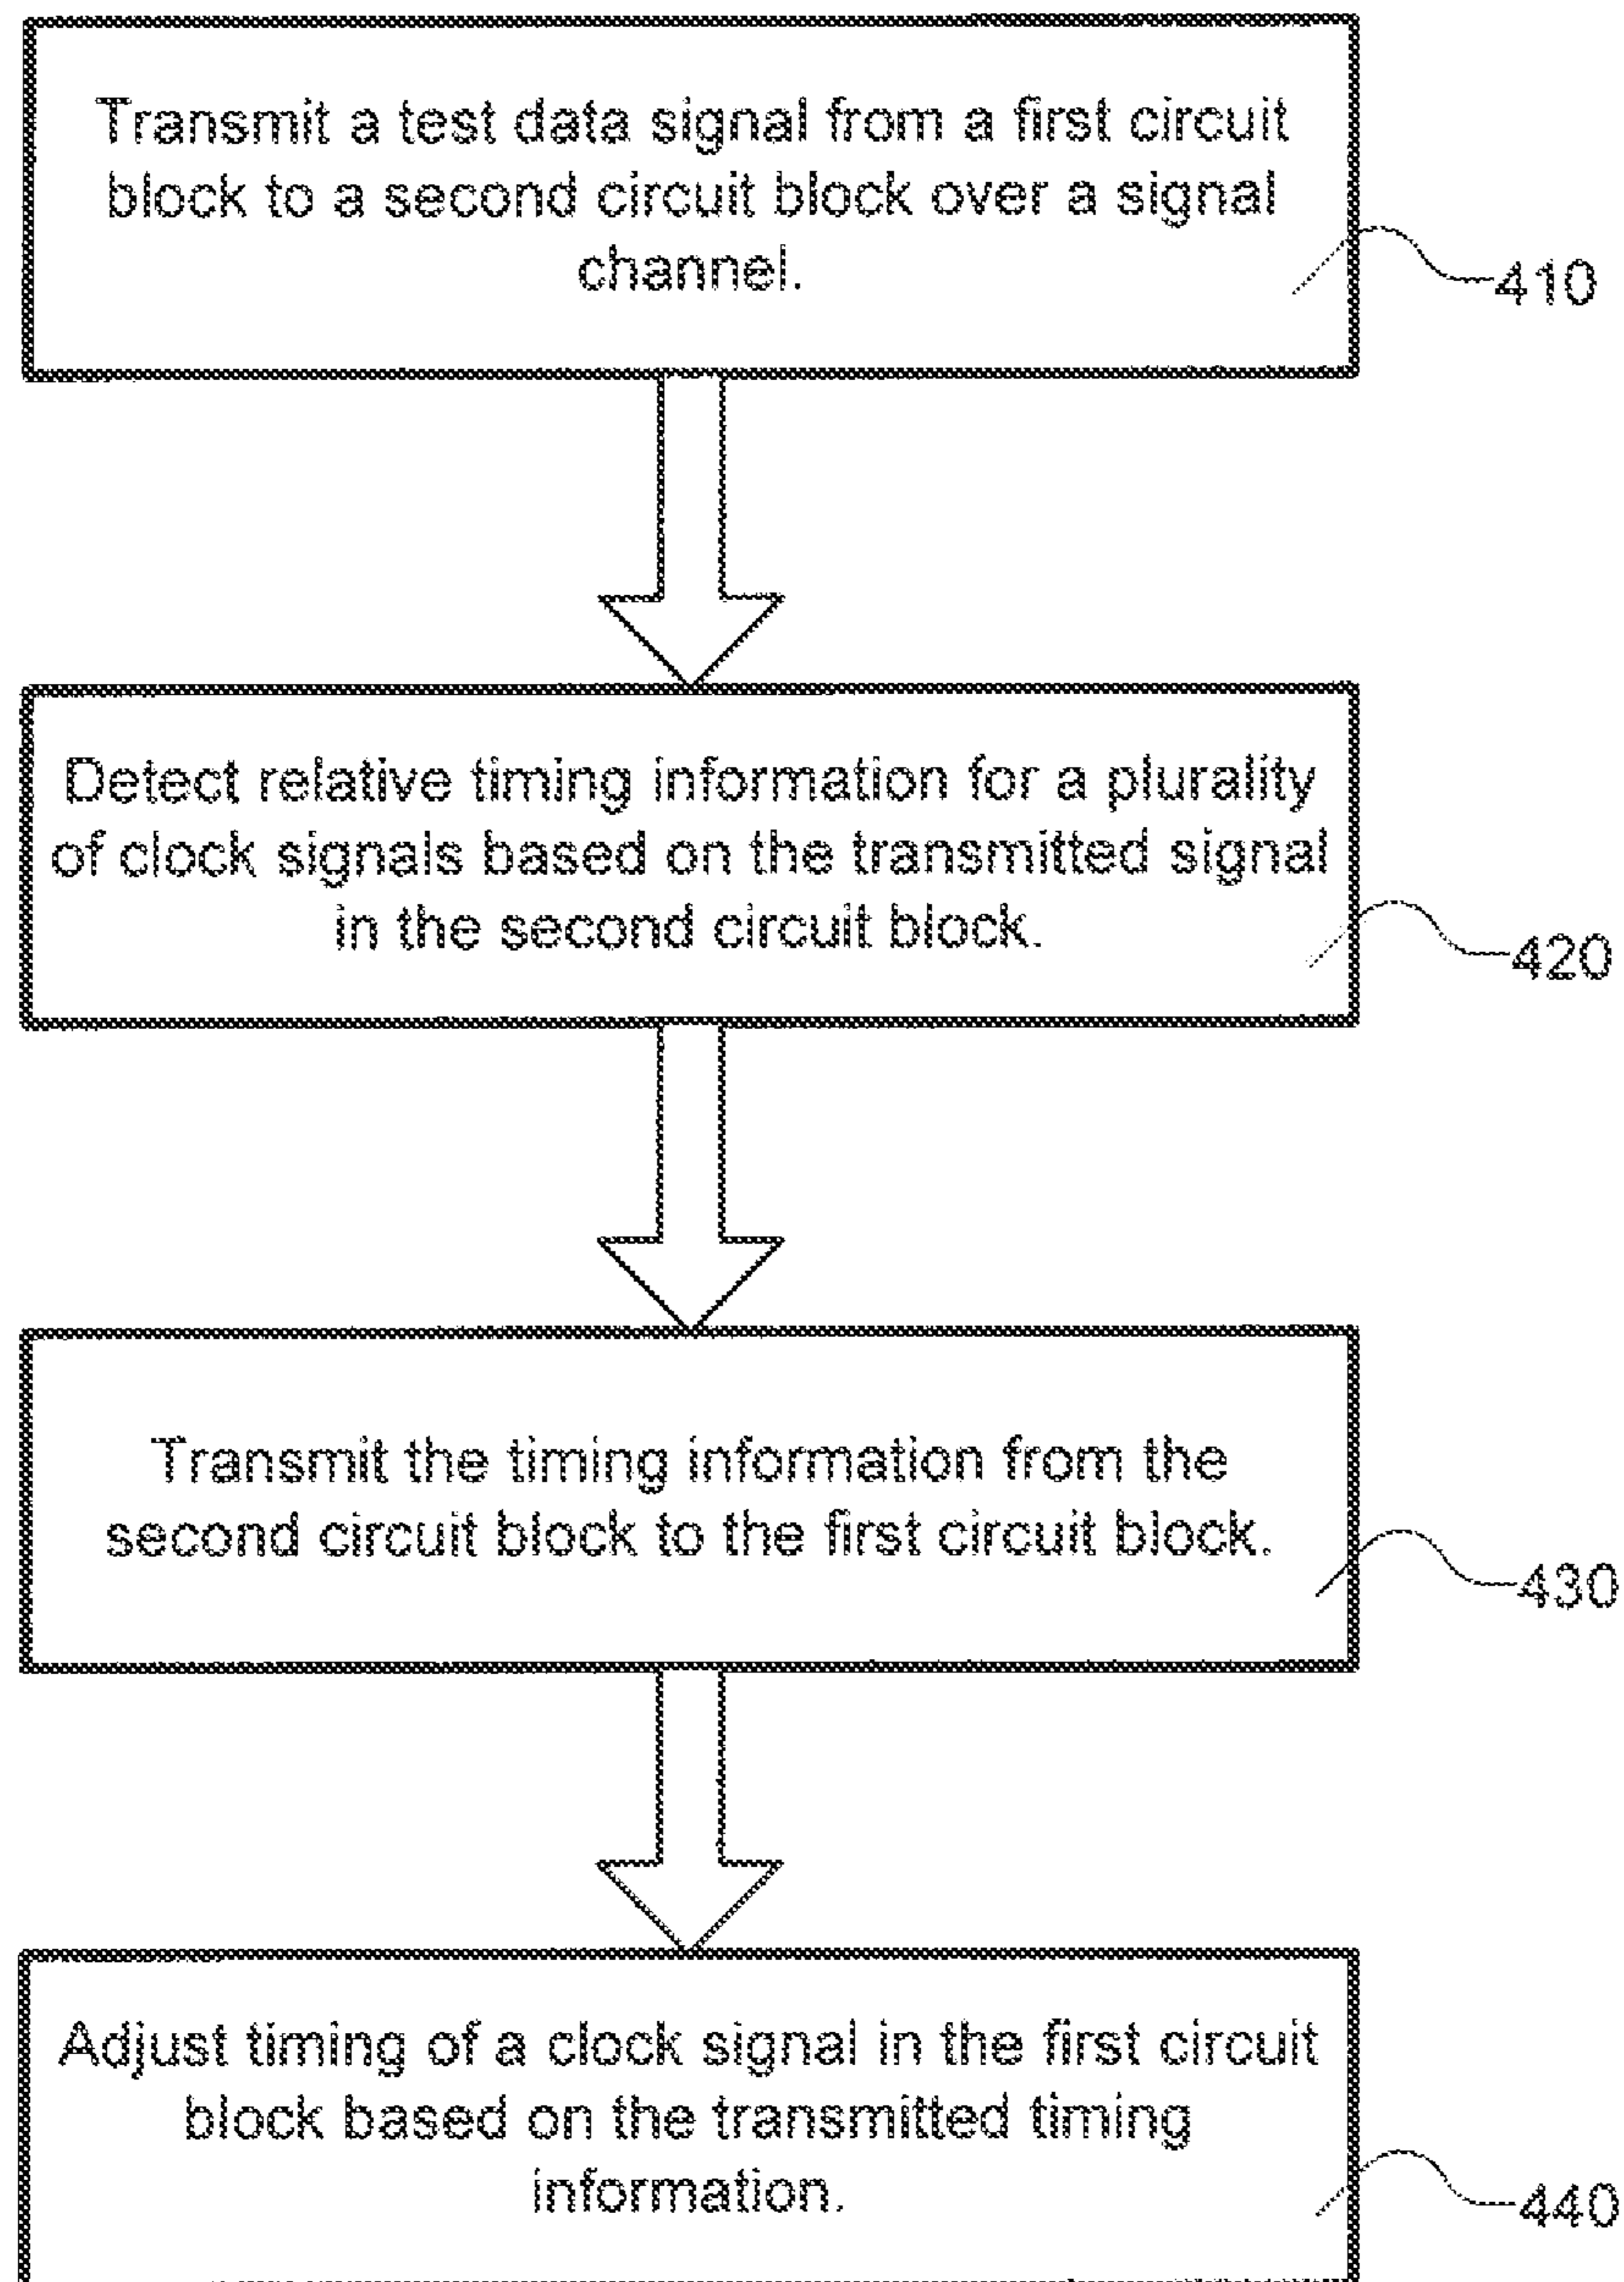 Transmit a test data signal from a first circuit
block to a second circuit block over a signal
channel.
410
Detect relative timing information for a plurality
of clock signals based on the transmitted signal
in the second circuit block.
420
Transmit the timing information from the
second circuit block to the first circuit block.
430
Adjust timing of a clock signal in the first circuit
block based on the transmitted timing
information.
440